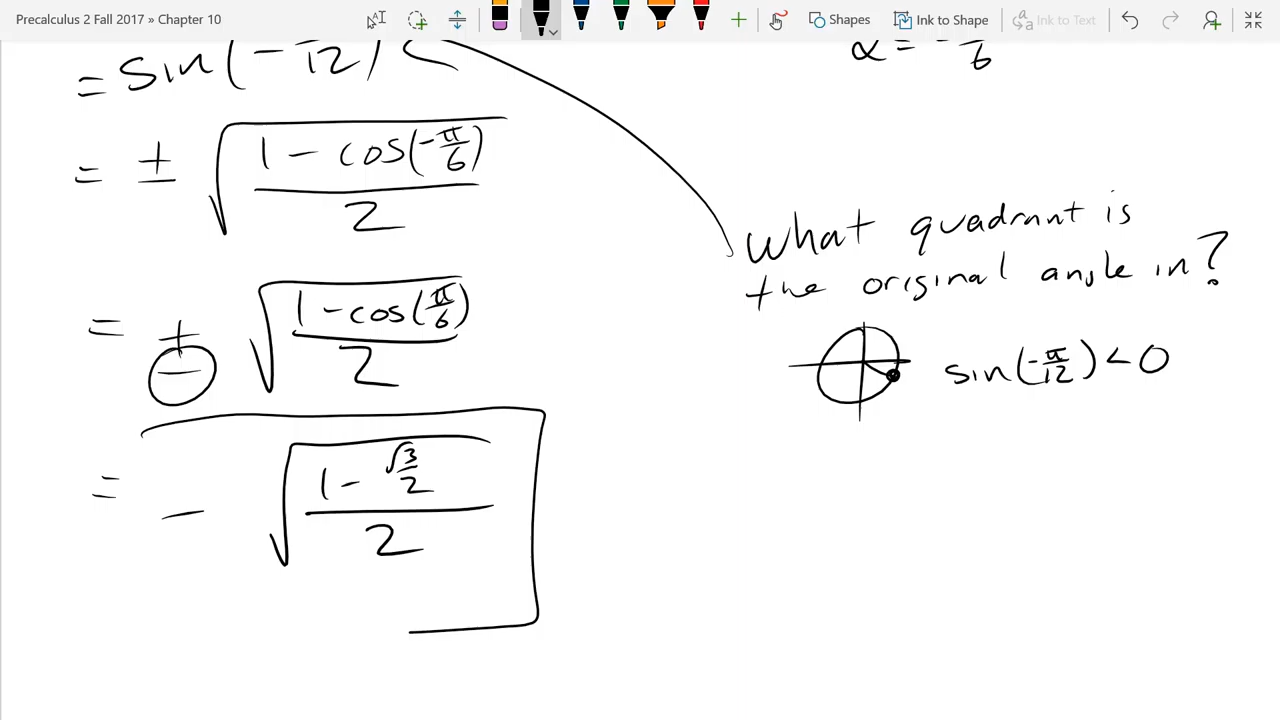 Precalculus 2 Fall 2017 » Chapter 10
Shapes
Ink to Shape
Ink to Text
= sin(-π/12)
α = -π/6
= ± √((1 - cos(-π/6))/2)
What quadrant is
the original angle in?
= ± √((1 - cos(π/6))/2)
sin(-π/12) < 0
= - √((1 - √3/2)/2)